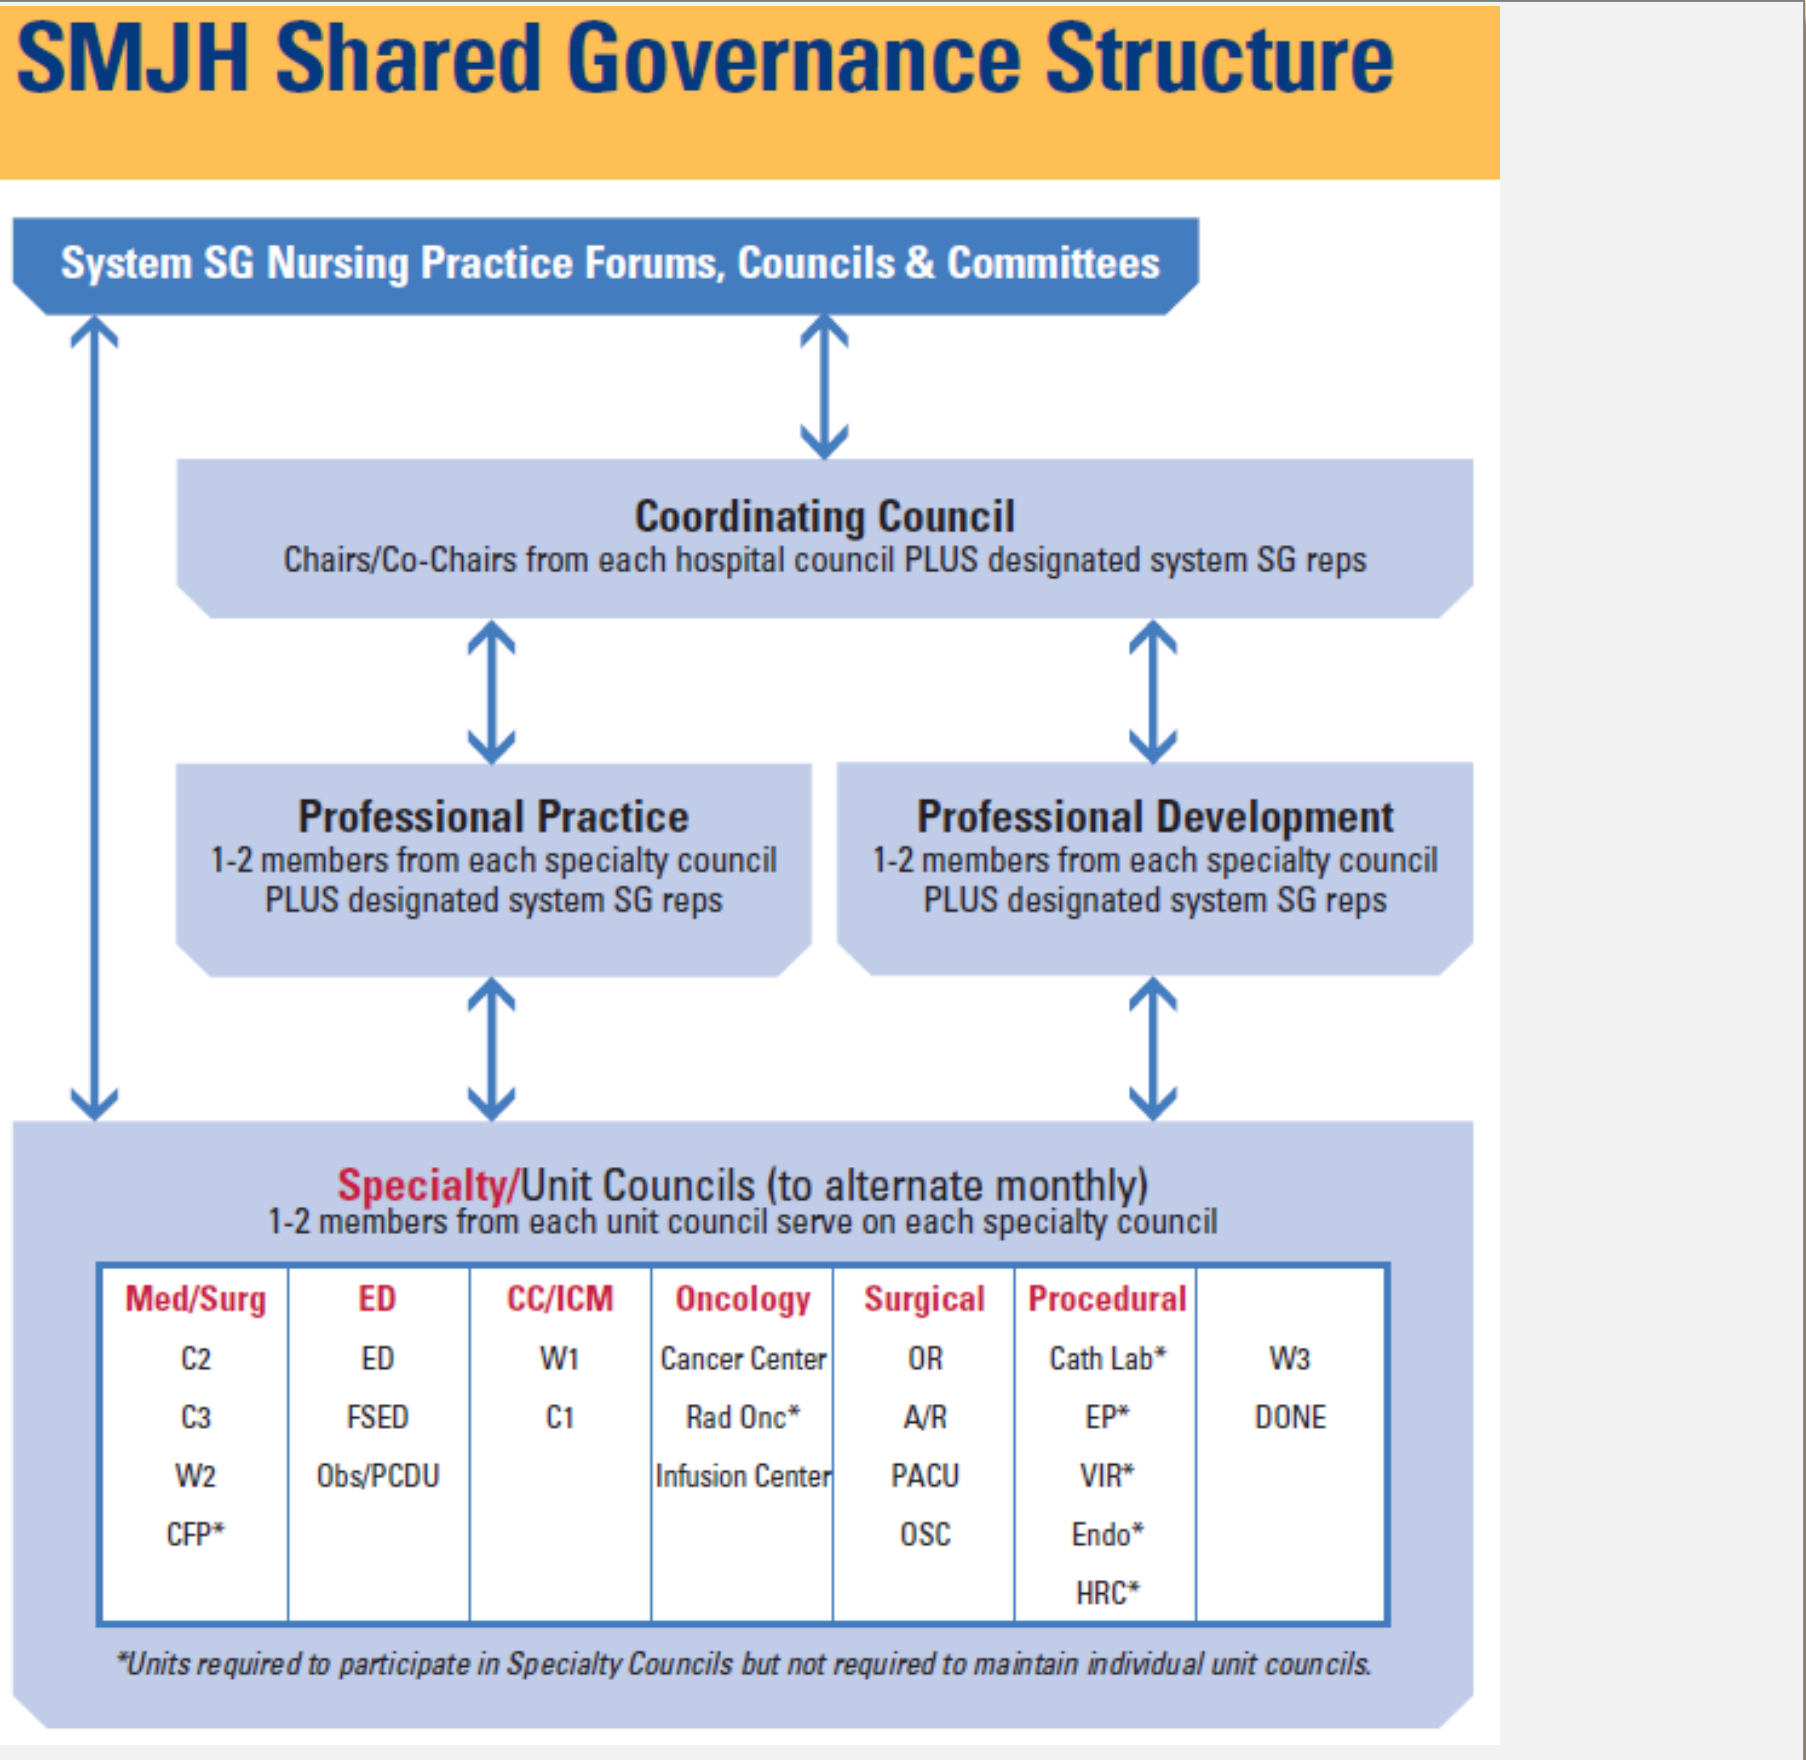 SMJH Shared Governance Structure
System SG Nursing Practice Forums, Councils & Committees
Coordinating Council
Chairs/Co-Chairs from each hospital council PLUS designated system SG reps
Professional Practice
1-2 members from each specialty council
PLUS designated system SG reps
Professional Development
1-2 members from each specialty council
PLUS designated system SG reps
Specialty/Unit Councils (to alternate monthly)
1-2 members from each unit council serve on each specialty council
Med/Surg ED CC/ICM Oncology Surgical Procedural
C2 ED W1 Cancer Center OR Cath Lab* W3
C3 FSED C1 Rad Onc* A/R EP* DONE
W2 Obs/PCDU Infusion Center PACU VIR*
CFP* OSC Endo*
HRC*
*Units required to participate in Specialty Councils but not required to maintain individual unit councils.